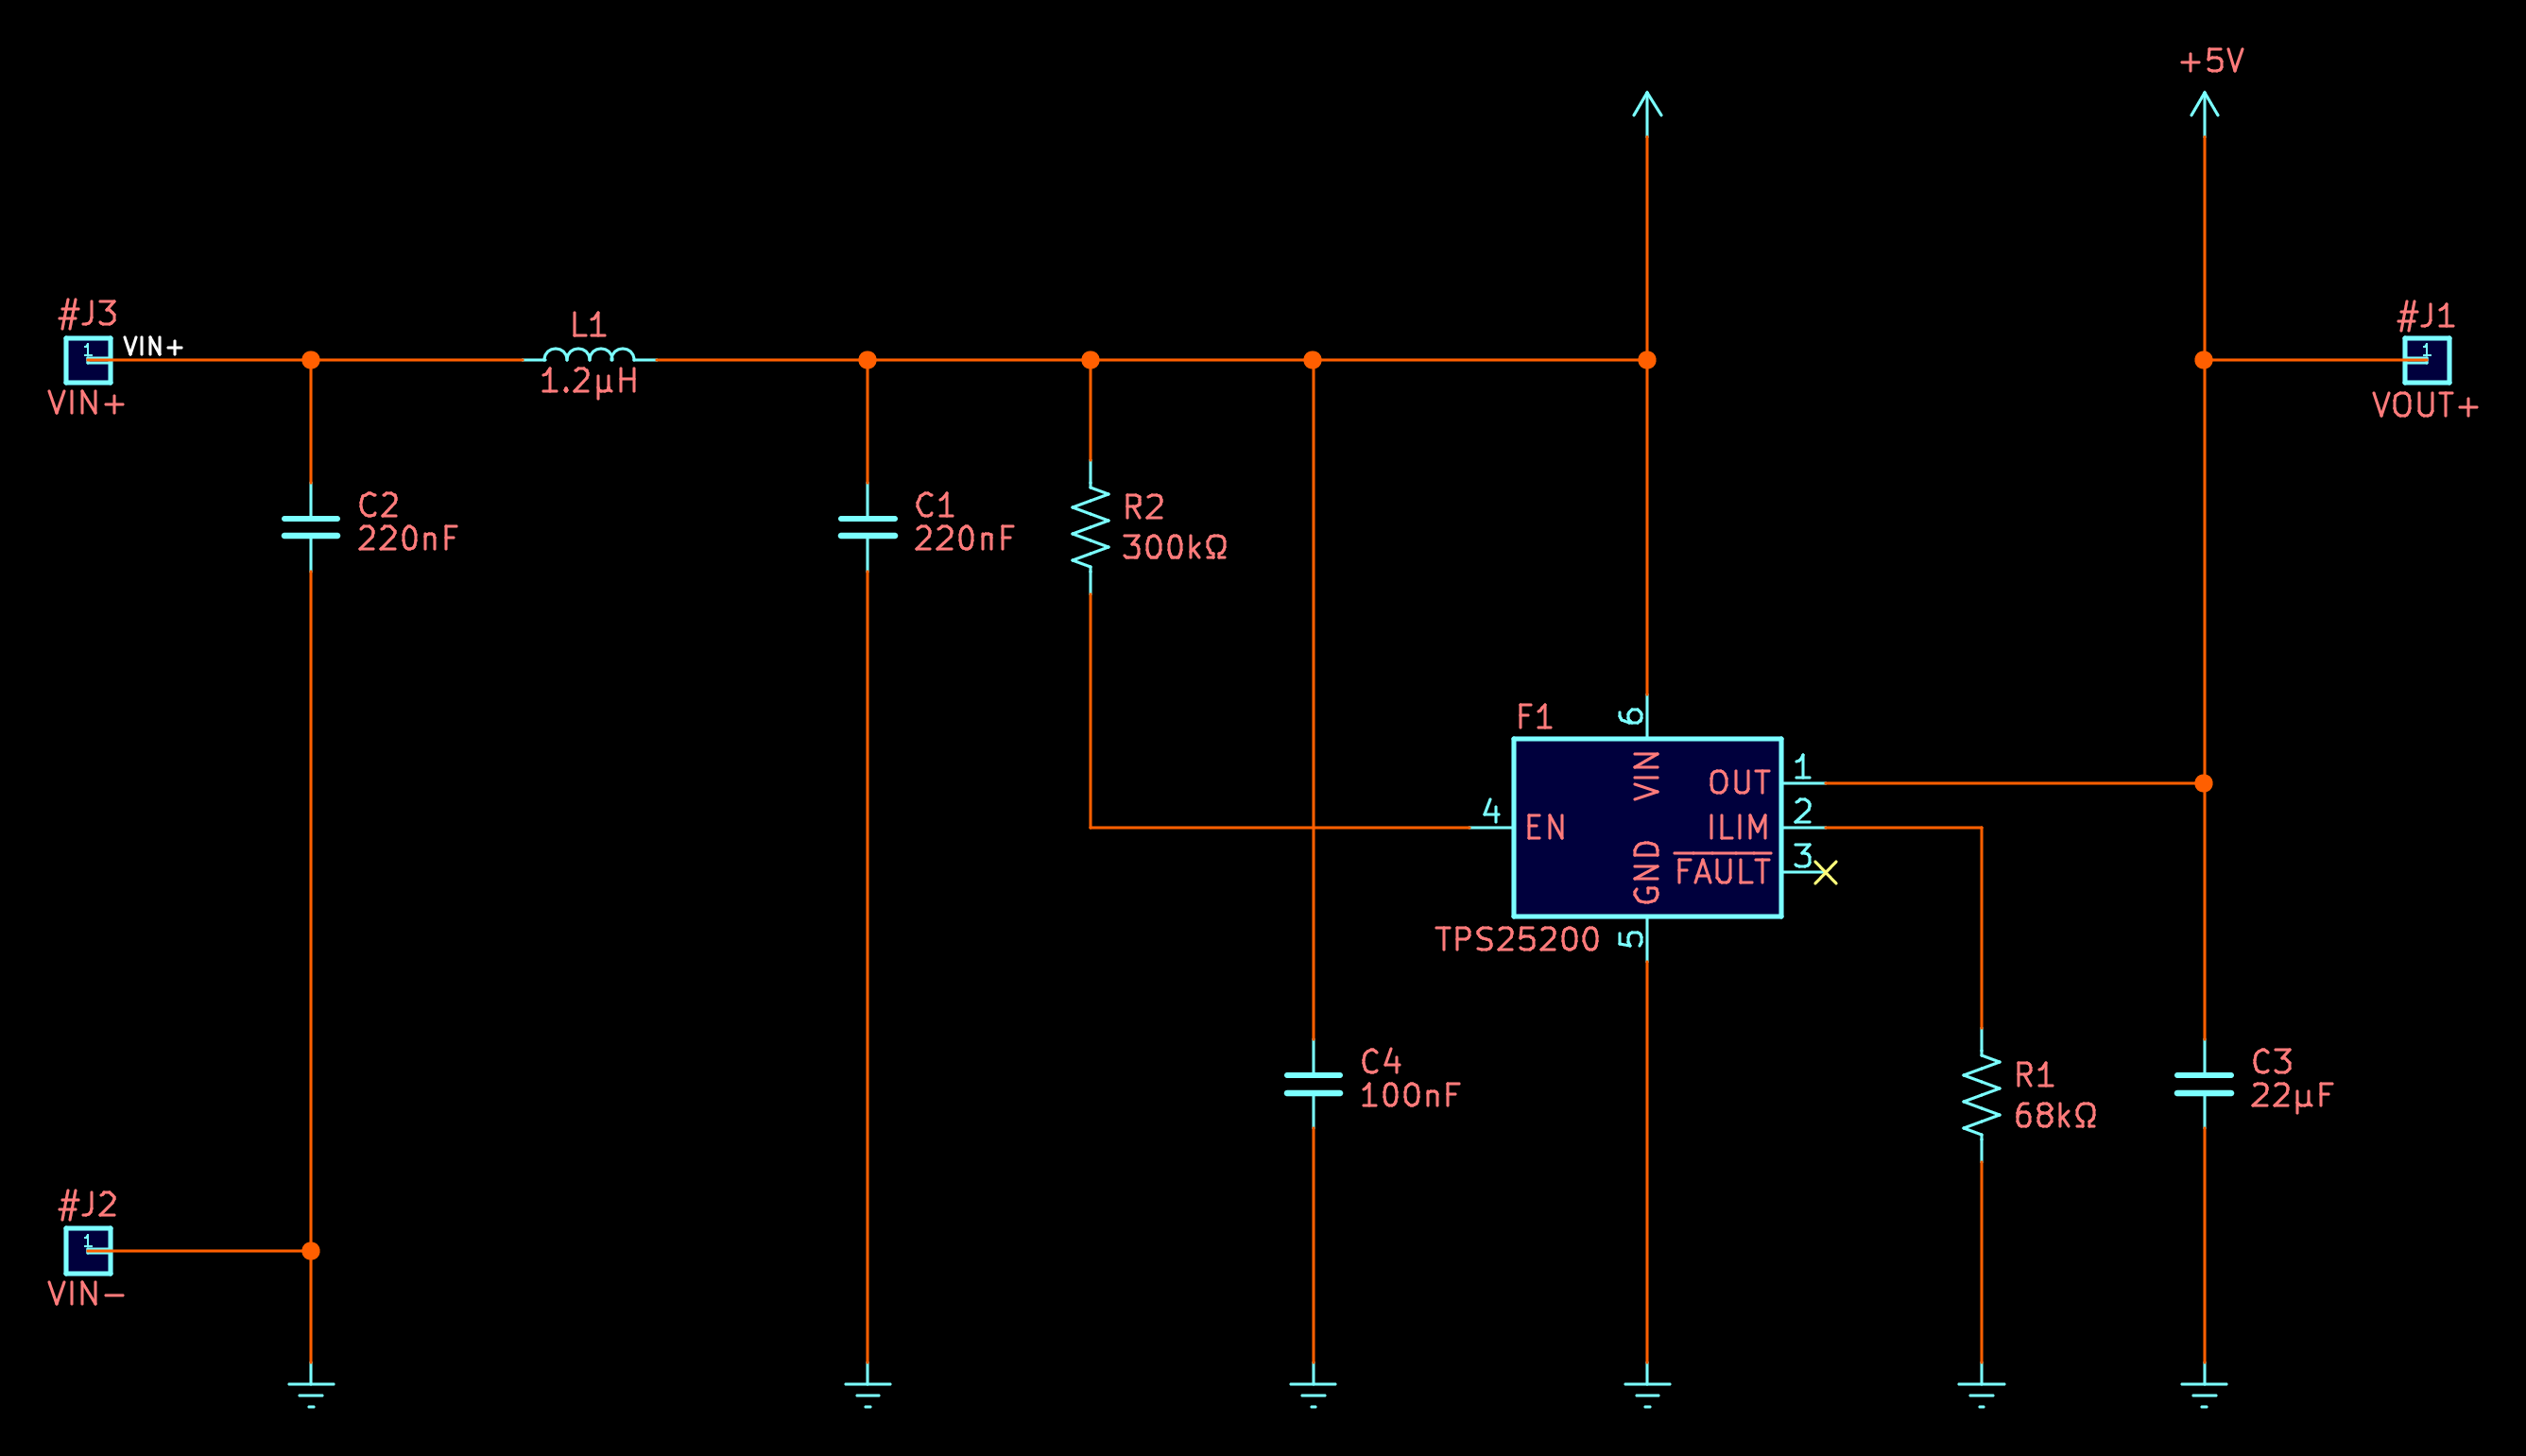 +5V
#J3
1
VIN+
VIN+
L1
1.2µH
#J1
1
VOUT+
C2
220nF
C1
220nF
R2
300kΩ
F1
6
VIN
OUT
1
4
EN
ILIM
2
GND
FAULT
3
TPS25200
5
C4
100nF
R1
68kΩ
C3
22µF
#J2
1
VIN-